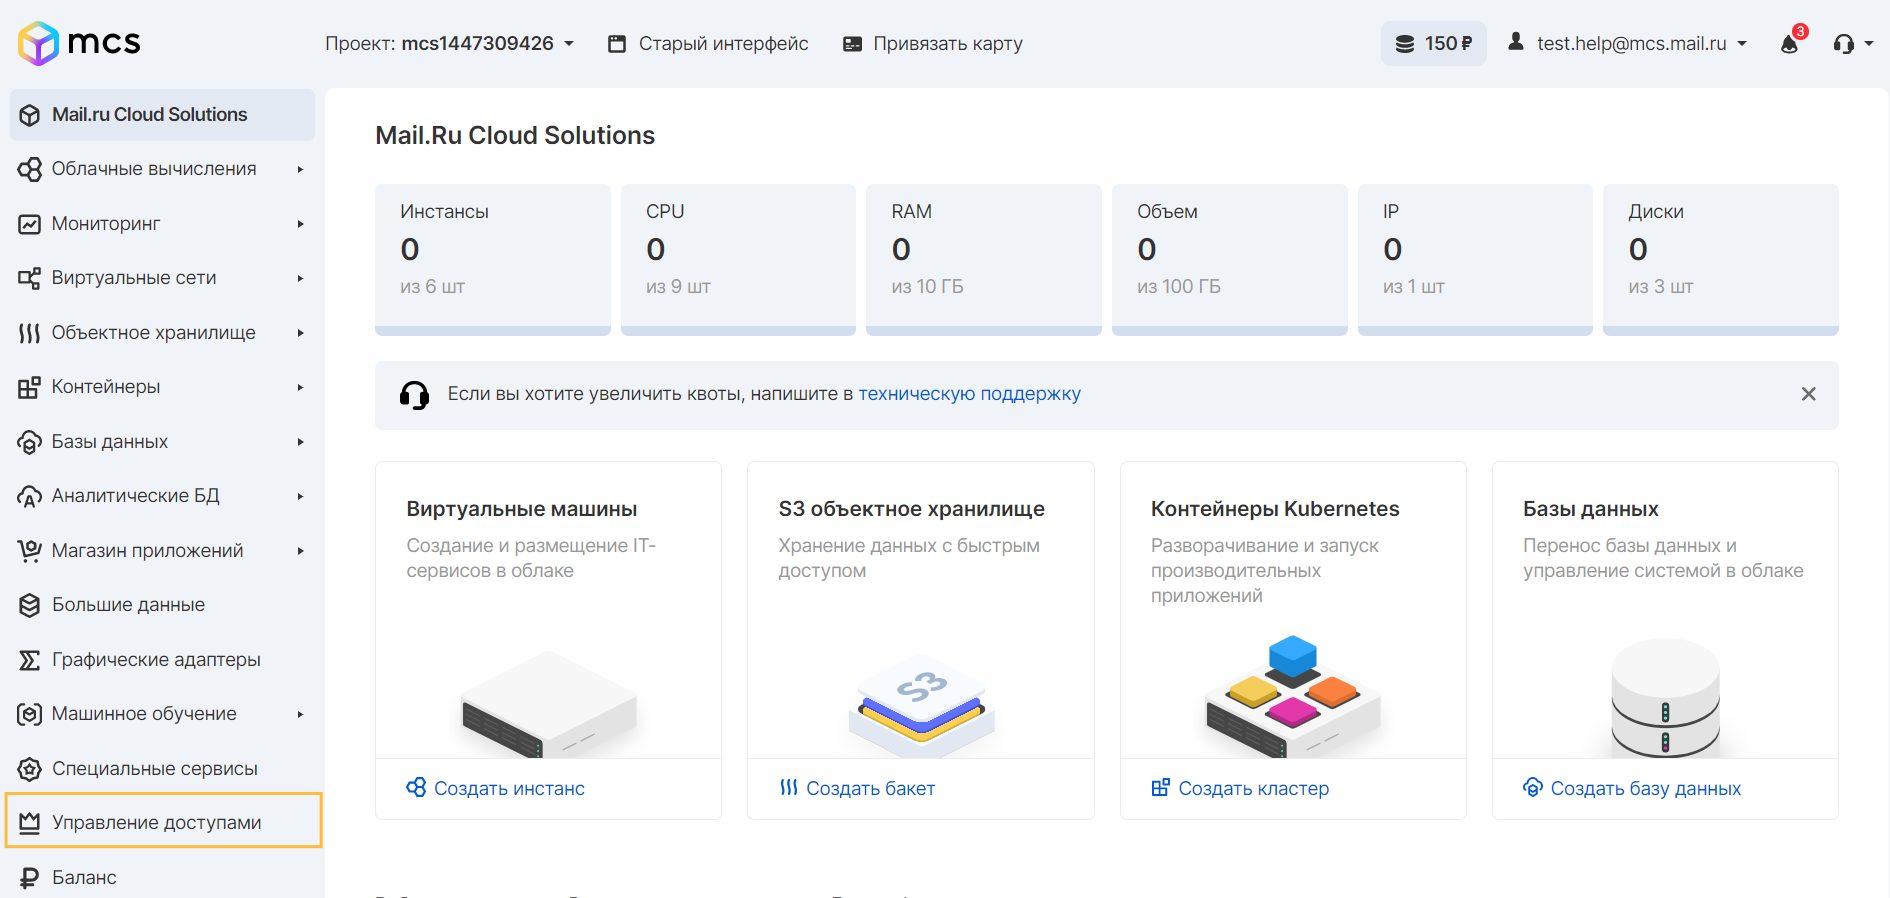 mcs
Проект: mcs1447309426
Старый интерфейс
Привязать карту
150 ₽
test.help@mcs.mail.ru
3
Mail.ru Cloud Solutions
Облачные вычисления
Мониторинг
Виртуальные сети
Объектное хранилище
Контейнеры
Базы данных
Аналитические БД
Магазин приложений
Большие данные
Графические адаптеры
Машинное обучение
Специальные сервисы
Управление доступами
Баланс
Mail.Ru Cloud Solutions
Инстансы
0
из 6 шт
CPU
0
из 9 шт
RAM
0
из 10 ГБ
Объем
0
из 100 ГБ
IP
0
из 1 шт
Диски
0
из 3 шт
Если вы хотите увеличить квоты, напишите в техническую поддержку
Виртуальные машины
Создание и размещение IT-
сервисов в облаке
Создать инстанс
S3 объектное хранилище
Хранение данных с быстрым
доступом
S3
Создать бакет
Контейнеры Kubernetes
Разворачивание и запуск
производительных
приложений
Создать кластер
Базы данных
Перенос базы данных и
управление системой в облаке
Создать базу данных